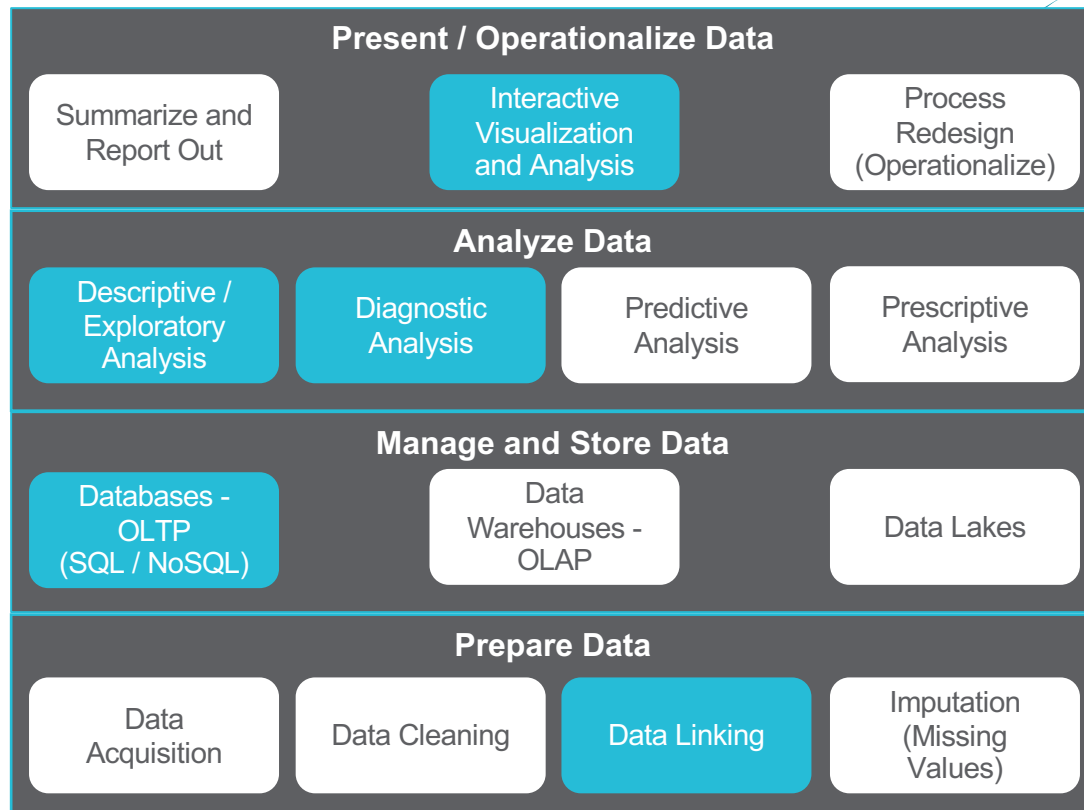 Present / Operationalize Data
Summarize and
Report Out
Interactive
Visualization
and Analysis
Process
Redesign
(Operationalize)
Analyze Data
Descriptive /
Exploratory
Analysis
Diagnostic
Analysis
Predictive
Analysis
Prescriptive
Analysis
Manage and Store Data
Databases -
OLTP
(SQL / NoSQL)
Data
Warehouses -
OLAP
Data Lakes
Prepare Data
Data
Acquisition
Data Cleaning
Data Linking
Imputation
(Missing
Values)